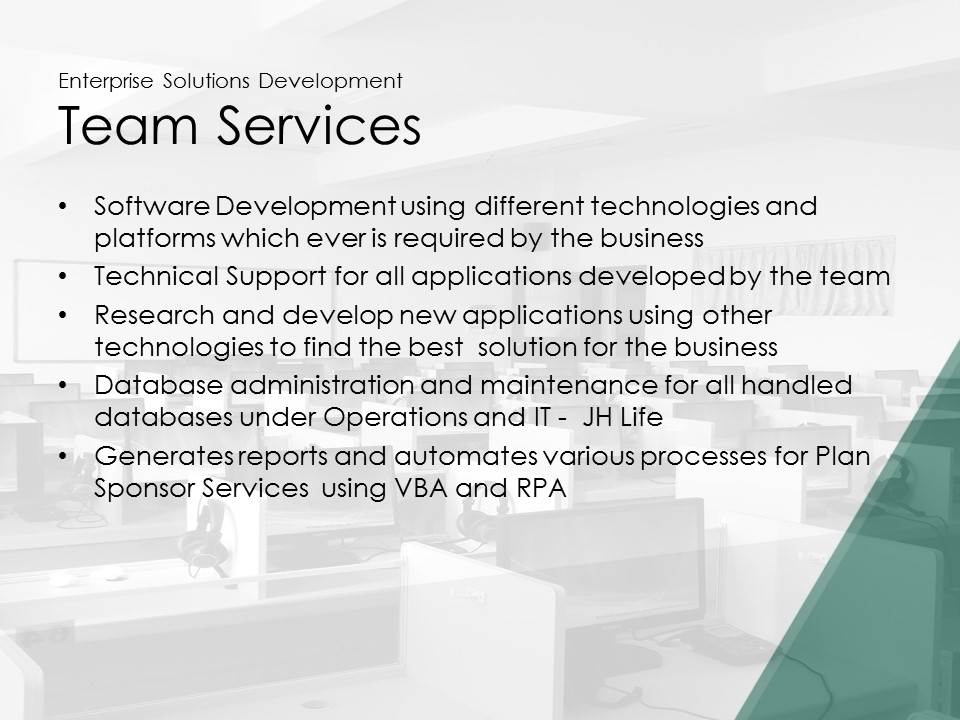 Enterprise Solutions Development
Team Services
• Software Development using different technologies and
platforms which ever is required by the business
• Technical Support for all applications developed by the team
• Research and develop new applications using other
technologies to find the best  solution for the business
• Database administration and maintenance for all handled
databases under Operations and IT -  JH Life
• Generates reports and automates various processes for Plan
Sponsor Services  using VBA and RPA